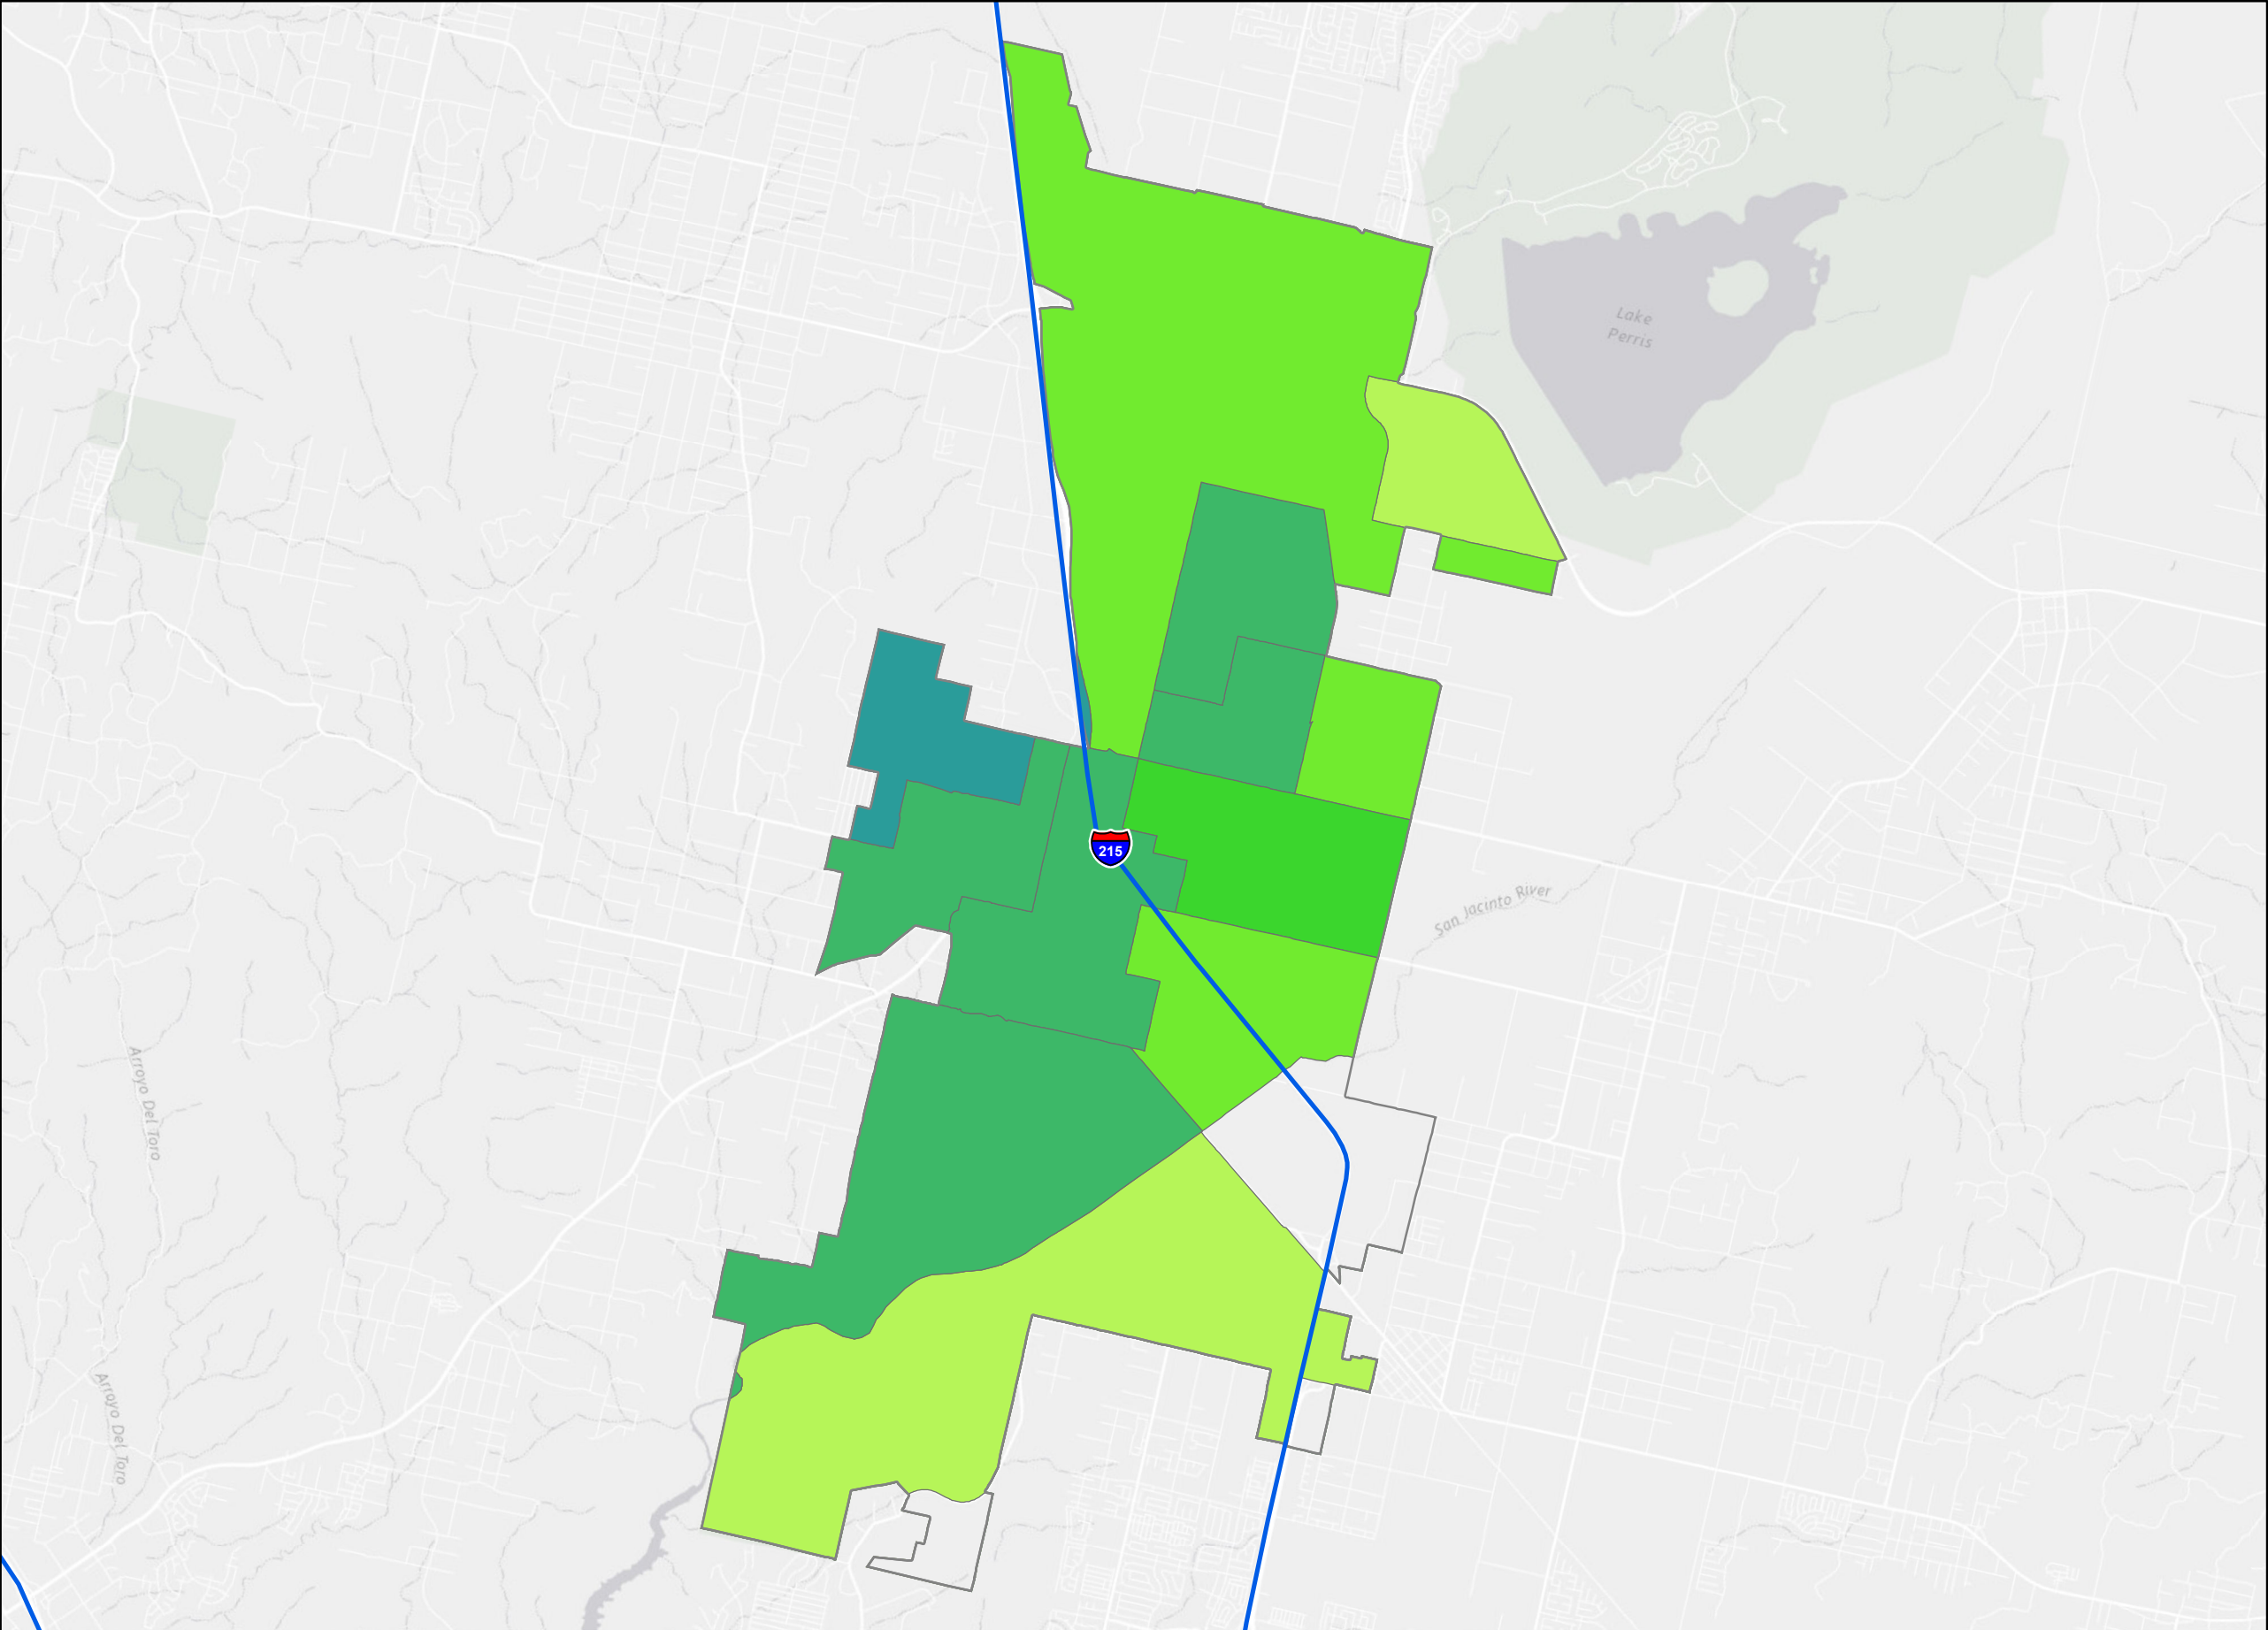 Lake
Perris
215
San Jacinto River
Arroyo Del Toro
Arroyo Del Toro